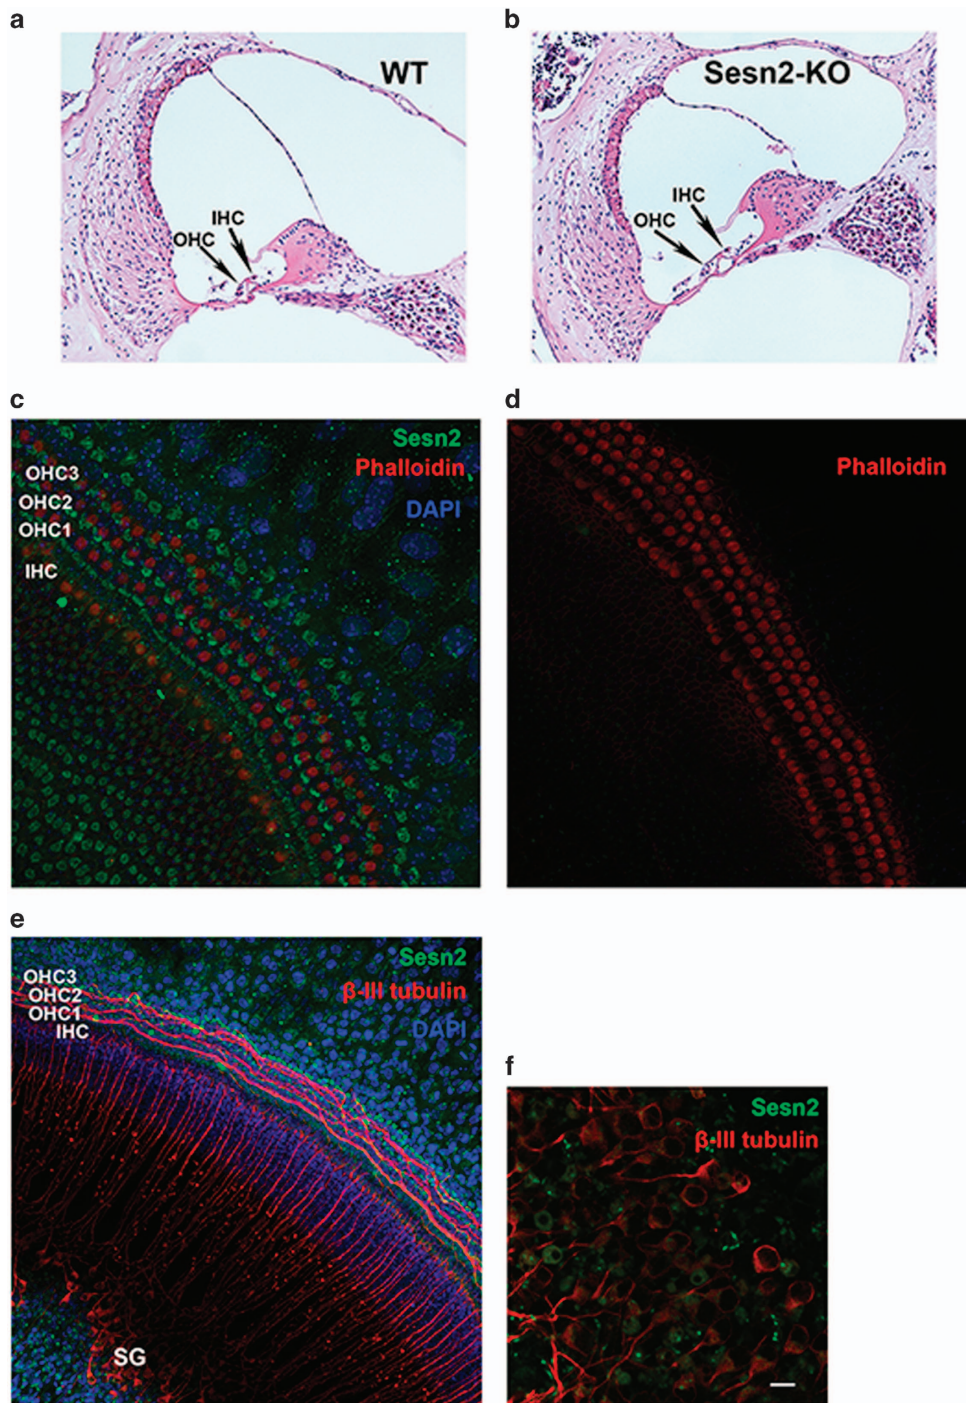 a
WT
IHC
OHC
b
Sesn2-KO
IHC
OHC
c
Sesn2
Phalloidin
DAPI
OHC3
OHC2
OHC1
IHC
d
Phalloidin
e
Sesn2
β-III tubulin
DAPI
OHC3
OHC2
OHC1
IHC
SG
f
Sesn2
β-III tubulin